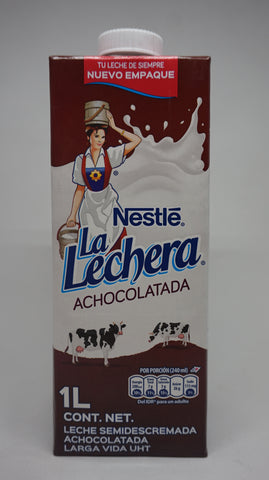 TU LECHE DE SIEMPRE
NUEVO EMPAQUE
Nestlé
La
Lechera
ACHOCOLATADA
POR PORCIÓN (240 ml)
1L
CONT. NET.
LECHE SEMIDESCREMADA
ACHOCOLATADA
LARGA VIDA UHT